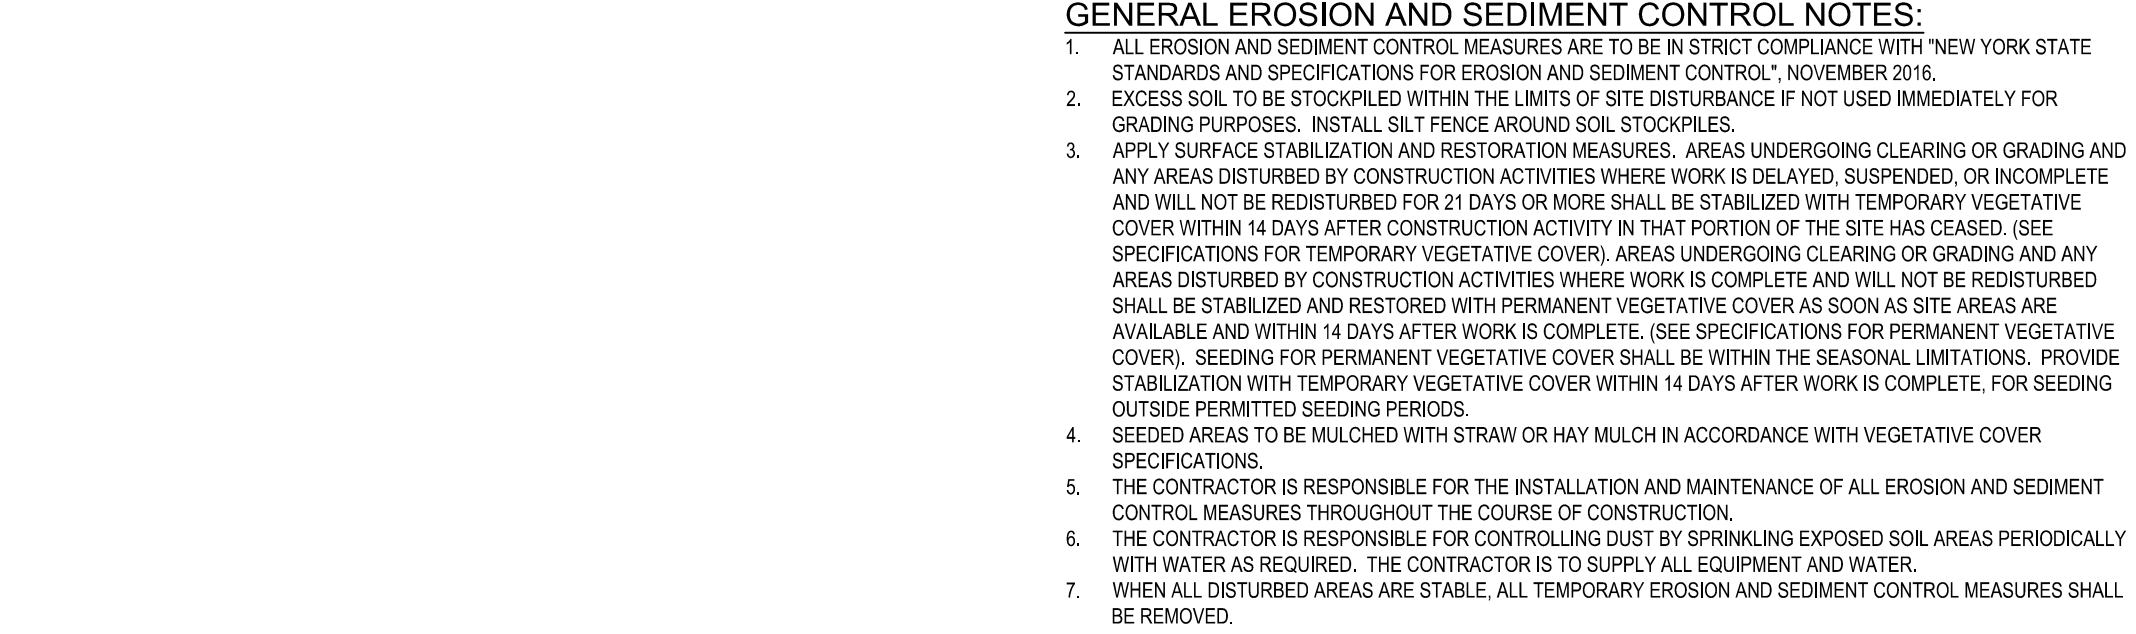 GENERAL EROSION AND SEDIMENT CONTROL NOTES:
1. ALL EROSION AND SEDIMENT CONTROL MEASURES ARE TO BE IN STRICT COMPLIANCE WITH "NEW YORK STATE
STANDARDS AND SPECIFICATIONS FOR EROSION AND SEDIMENT CONTROL", NOVEMBER 2016.
2. EXCESS SOIL TO BE STOCKPILED WITHIN THE LIMITS OF SITE DISTURBANCE IF NOT USED IMMEDIATELY FOR
GRADING PURPOSES. INSTALL SILT FENCE AROUND SOIL STOCKPILES.
3. APPLY SURFACE STABILIZATION AND RESTORATION MEASURES. AREAS UNDERGOING CLEARING OR GRADING AND
ANY AREAS DISTURBED BY CONSTRUCTION ACTIVITIES WHERE WORK IS DELAYED, SUSPENDED, OR INCOMPLETE
AND WILL NOT BE REDISTURBED FOR 21 DAYS OR MORE SHALL BE STABILIZED WITH TEMPORARY VEGETATIVE
COVER WITHIN 14 DAYS AFTER CONSTRUCTION ACTIVITY IN THAT PORTION OF THE SITE HAS CEASED. (SEE
SPECIFICATIONS FOR TEMPORARY VEGETATIVE COVER). AREAS UNDERGOING CLEARING OR GRADING AND ANY
AREAS DISTURBED BY CONSTRUCTION ACTIVITIES WHERE WORK IS COMPLETE AND WILL NOT BE REDISTURBED
SHALL BE STABILIZED AND RESTORED WITH PERMANENT VEGETATIVE COVER AS SOON AS SITE AREAS ARE
AVAILABLE AND WITHIN 14 DAYS AFTER WORK IS COMPLETE. (SEE SPECIFICATIONS FOR PERMANENT VEGETATIVE
COVER). SEEDING FOR PERMANENT VEGETATIVE COVER SHALL BE WITHIN THE SEASONAL LIMITATIONS. PROVIDE
STABILIZATION WITH TEMPORARY VEGETATIVE COVER WITHIN 14 DAYS AFTER WORK IS COMPLETE, FOR SEEDING
OUTSIDE PERMITTED SEEDING PERIODS.
4. SEEDED AREAS TO BE MULCHED WITH STRAW OR HAY MULCH IN ACCORDANCE WITH VEGETATIVE COVER
SPECIFICATIONS.
5. THE CONTRACTOR IS RESPONSIBLE FOR THE INSTALLATION AND MAINTENANCE OF ALL EROSION AND SEDIMENT
CONTROL MEASURES THROUGHOUT THE COURSE OF CONSTRUCTION.
6. THE CONTRACTOR IS RESPONSIBLE FOR CONTROLLING DUST BY SPRINKLING EXPOSED SOIL AREAS PERIODICALLY
WITH WATER AS REQUIRED. THE CONTRACTOR IS TO SUPPLY ALL EQUIPMENT AND WATER.
7. WHEN ALL DISTURBED AREAS ARE STABLE, ALL TEMPORARY EROSION AND SEDIMENT CONTROL MEASURES SHALL
BE REMOVED.